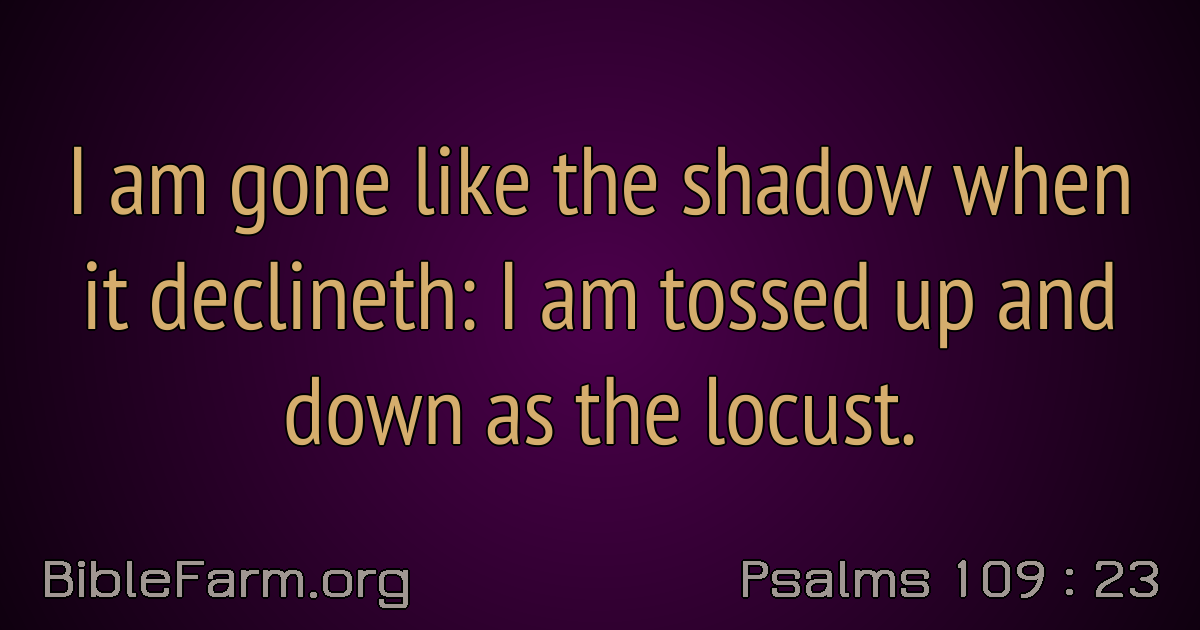 I am gone like the shadow when
it declineth: I am tossed up and
down as the locust.
BibleFarm.org
Psalms 109 : 23